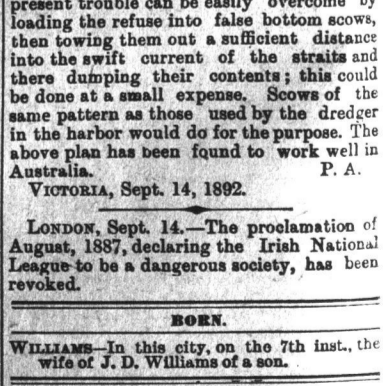 present trouble can be easily overcome by
loading the refuse into false bottom scows,
then towing them out a sufficient distance
into the swift current of the straits and
there dumping their contents; this could
be done at a small expense. Scows of the
same pattern as those used by the dredger
in the harbor would do for the purpose. The
above plan has been fqund to work well in
Australia. P. A.
VICTORIA, Sept. 14, 1892.
LONDON, Sept. 14.—The proclamation of
August, 1887, declaring the Irish National
League to be a dangerous society, has been
revoked.
BORN.
WILLIAMS—In this city, on the 7th inst., the
wife of J. D. Williams of a son.